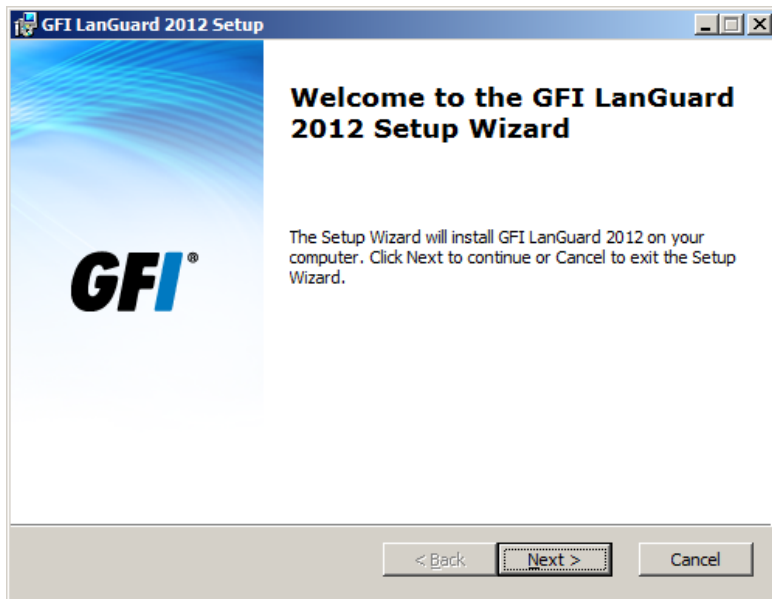 GFI LanGuard 2012 Setup
Welcome to the GFI LanGuard
2012 Setup Wizard
The Setup Wizard will install GFI LanGuard 2012 on your
computer. Click Next to continue or Cancel to exit the Setup
Wizard.
GFI®
< Back Next > Cancel